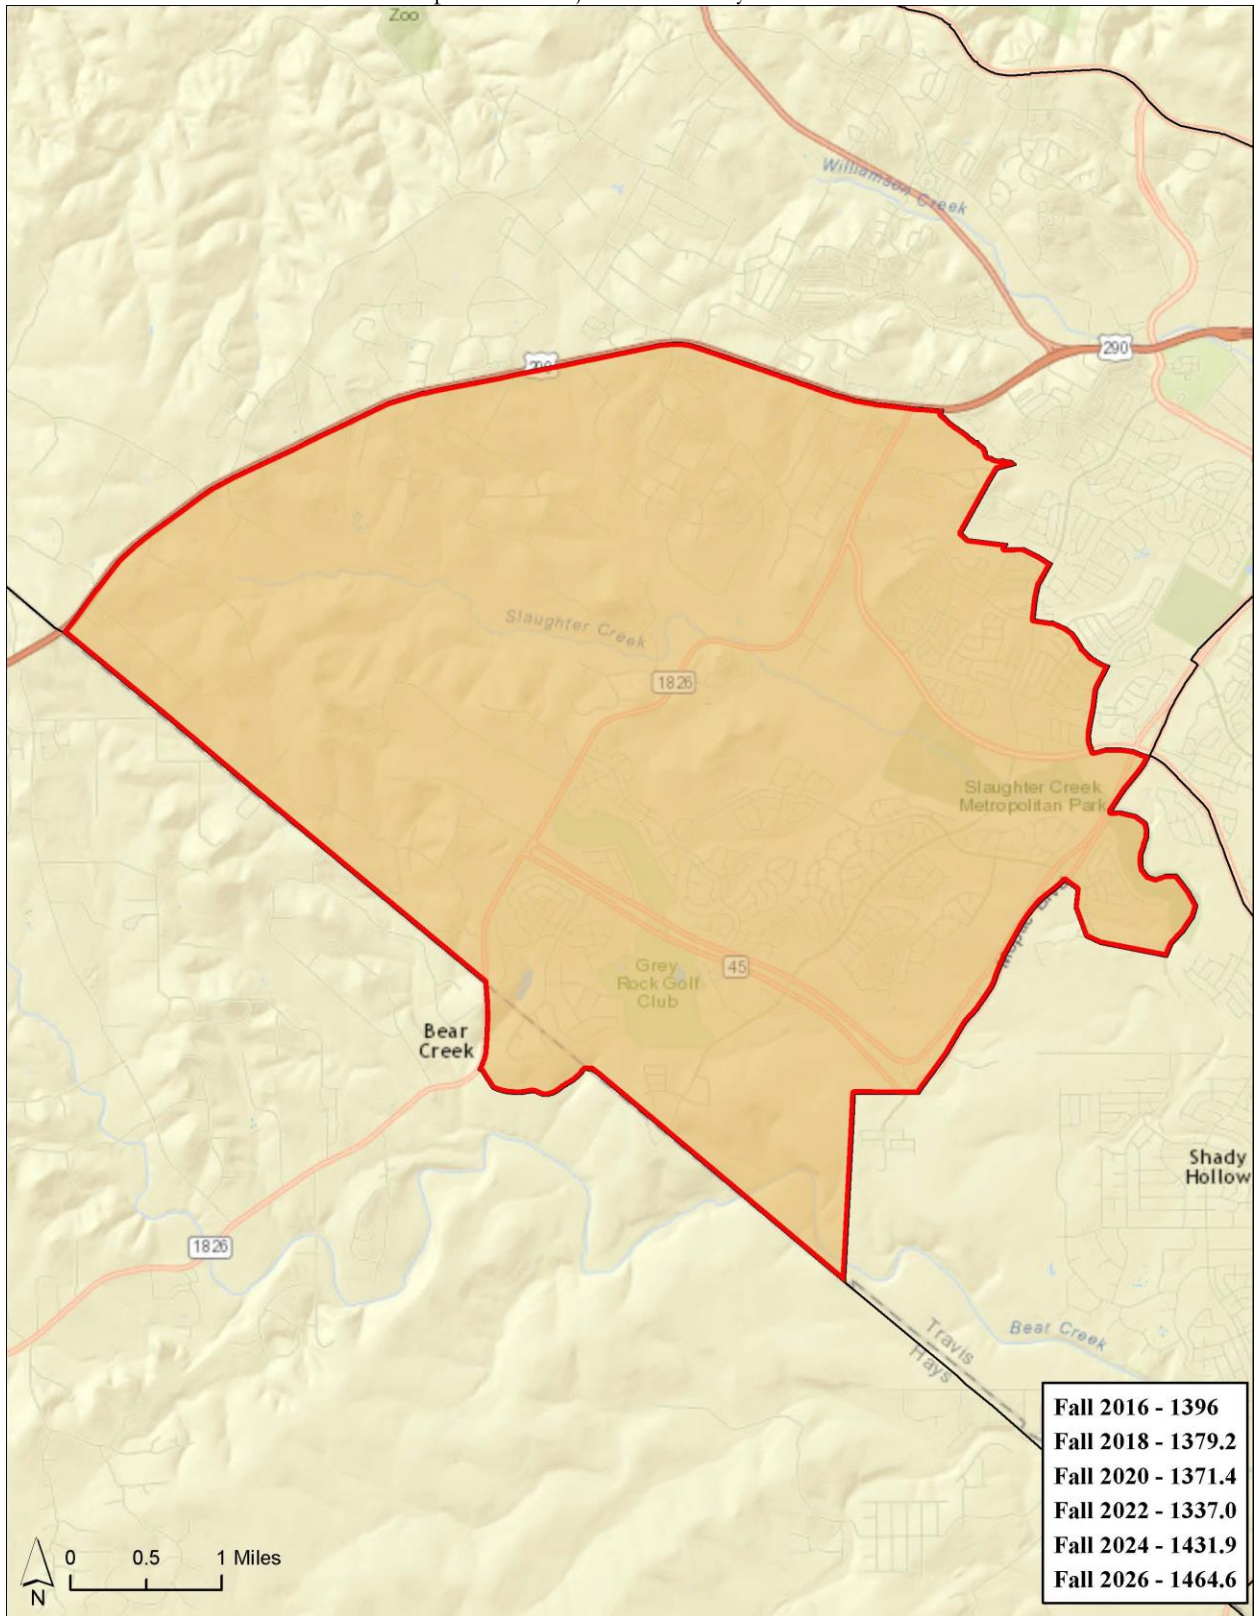 Zoo
Williamson Creek
290
290
Slaughter Creek
1826
Slaughter Creek
Metropolitan Park
Grey
Rock Golf
Club
45
Bear
Creek
Shady
Hollow
1826
Travis
Hays
Bear Creek
Fall 2016 - 1396
Fall 2018 - 1379.2
Fall 2020 - 1371.4
Fall 2022 - 1337.0
Fall 2024 - 1431.9
Fall 2026 - 1464.6
0 0.5 1 Miles
N